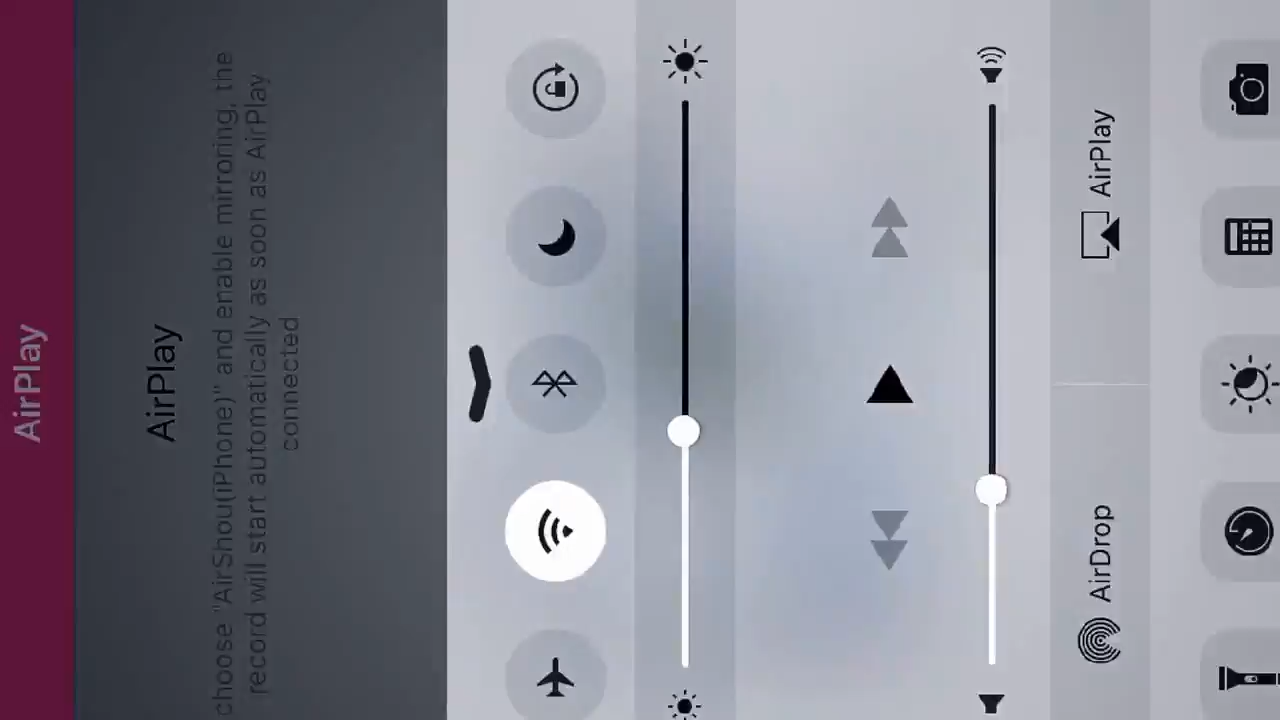 AirPlay
AirPlay
choose "AirShou(iPhone)" and enable mirroring, the
record will start automatically as soon as AirPlay
connected
AirPlay
AirDrop